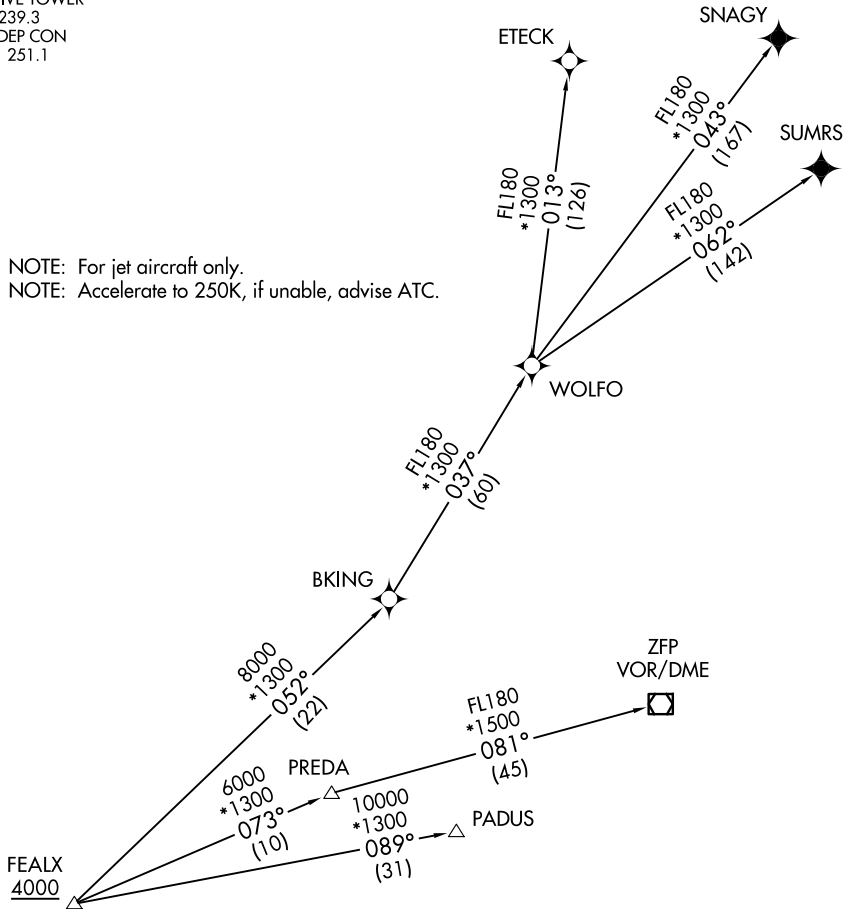 TOWER
239.3
DEP CON
251.1
SNAGY
ETECK
FL180
*1300
043°
(167)
SUMRS
FL180
*1300
013°
(126)
FL180
*1300
062°
(142)
NOTE: For jet aircraft only.
NOTE: Accelerate to 250K, if unable, advise ATC.
WOLFO
FL180
*1300
037°
(60)
BKING
8000
*1300
052°
(22)
ZFP
VOR/DME
FL180
*1500
081°
(45)
PREDA
6000
*1300
073°
(10)
10000
*1300
089°
(31)
PADUS
FEALX
4000